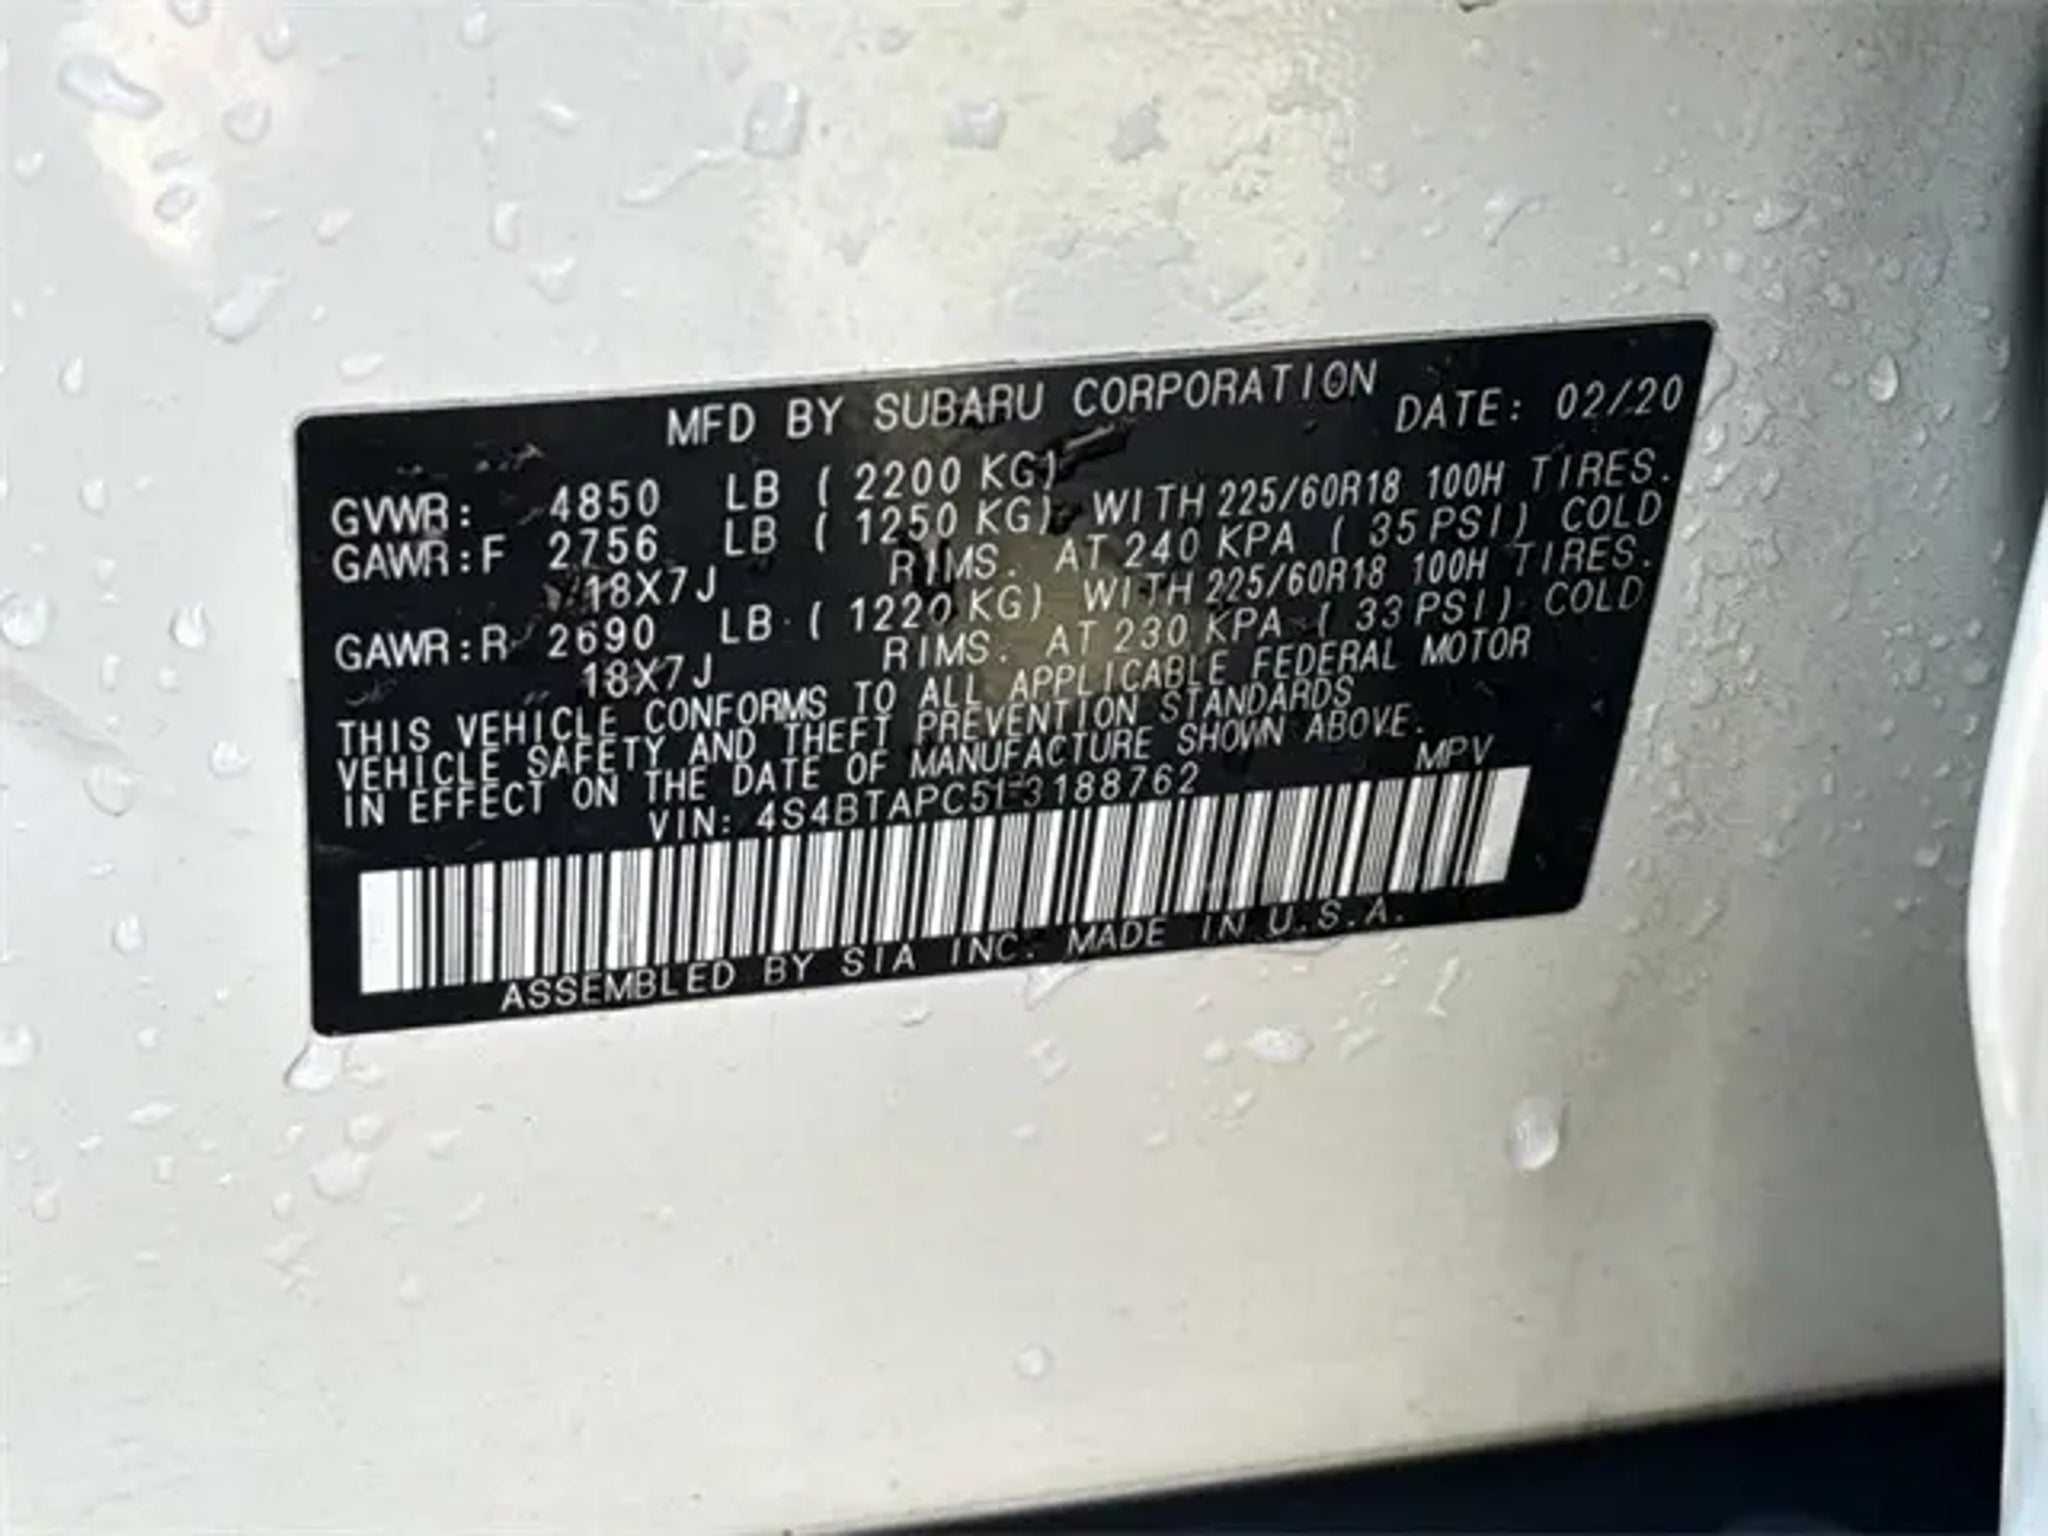 MFD BY SUBARU CORPORATION DATE: 02/20
GVWR: 4850 LB ( 2200 KG)
GAWR:F 2756 LB ( 1250 KG) WITH 225/60R18 100H TIRES.
18X7J RIMS. AT 240 KPA ( 35 PSI) COLD
GAWR:R 2690 LB ( 1220 KG) WITH 225/60R18 100H TIRES.
18X7J RIMS. AT 230 KPA ( 33 PSI) COLD
THIS VEHICLE CONFORMS TO ALL APPLICABLE FEDERAL MOTOR
VEHICLE SAFETY AND THEFT PREVENTION STANDARDS
IN EFFECT ON THE DATE OF MANUFACTURE SHOWN ABOVE.
VIN: 4S4BTAPC5L3188762 MPV
ASSEMBLED BY SIA INC. MADE IN U.S.A.